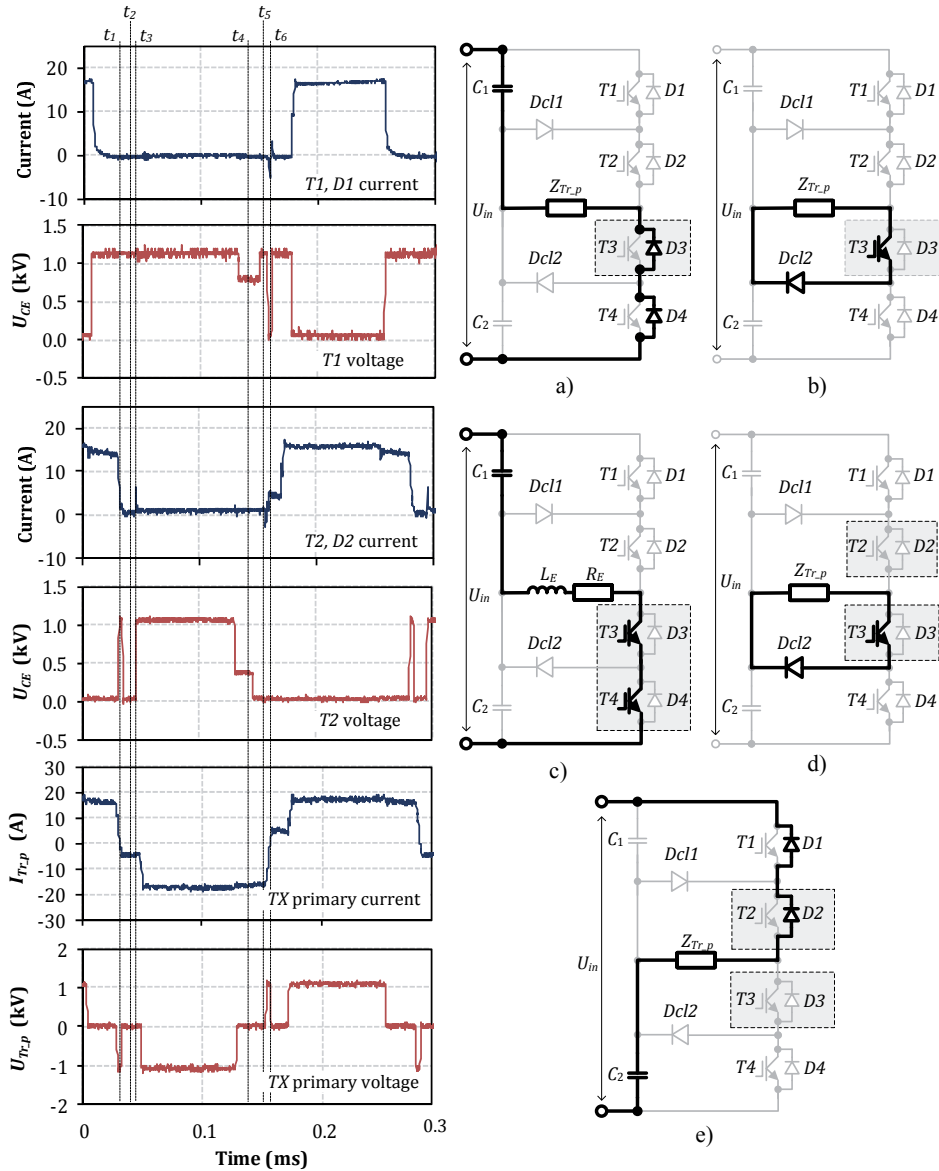 t2 t5
t1 t3 t4 t6
Current (A)
20
10
0
-10
T1, D1 current
UCE (kV)
1.5
1.0
0.5
0.0
-0.5
T1 voltage
Current (A)
20
10
0
-10
T2, D2 current
UCE (kV)
1.5
1.0
0.5
0.0
-0.5
T2 voltage
ITr_p (A)
30
20
10
0
-10
-20
-30
TX primary current
UTr_p (kV)
2
1
0
-1
-2
TX primary voltage
0 0.1 0.2 0.3
Time (ms)
C1 T1 D1
Dcl1
T2 D2
ZTr_p
Uin
T3 D3
Dcl2
C2 T4 D4
a)
C1 T1 D1
Dcl1
T2 D2
ZTr_p
Uin
T3 D3
Dcl2
C2 T4 D4
b)
C1 T1 D1
Dcl1
T2 D2
LE RE
Uin
T3 D3
Dcl2
C2 T4 D4
c)
C1 T1 D1
Dcl1
T2 D2
ZTr_p
Uin
T3 D3
Dcl2
C2 T4 D4
d)
C1 T1 D1
Dcl1
T2 D2
ZTr_p
Uin
T3 D3
Dcl2
C2 T4 D4
e)